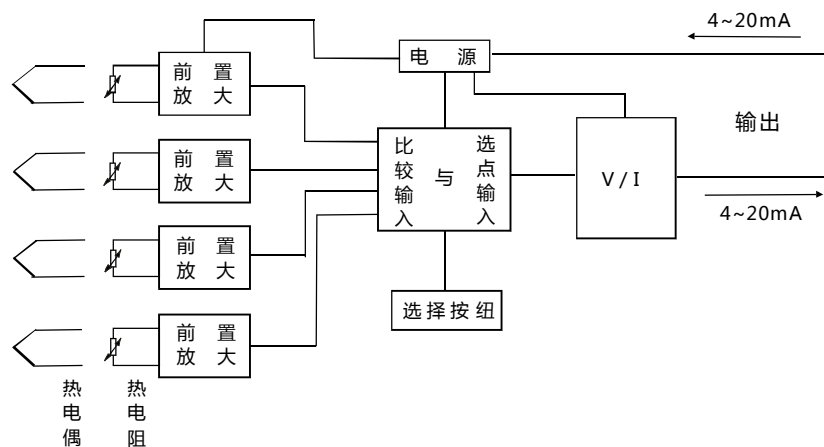 4~20mA
电 源
前 置
放 大
输出
前 置
放 大
比较输入
与
选点输入
V/I
4~20mA
前 置
放 大
选择按纽
前 置
放 大
热电偶
热电阻